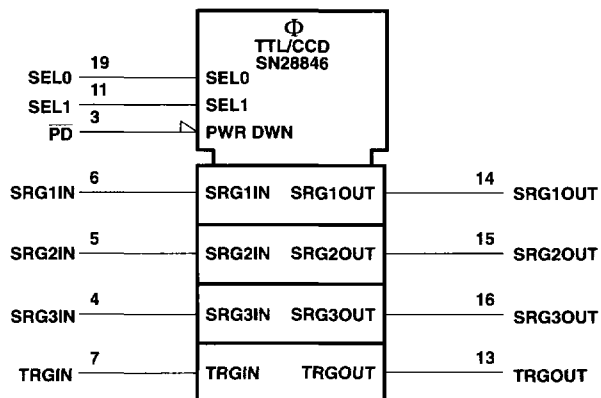 Φ
TTL/CCD
SN28846
SEL0 19 SEL0
SEL1 11 SEL1
PD 3 PWR DWN
SRG1IN 6 SRG1IN SRG1OUT 14 SRG1OUT
SRG2IN 5 SRG2IN SRG2OUT 15 SRG2OUT
SRG3IN 4 SRG3IN SRG3OUT 16 SRG3OUT
TRGIN 7 TRGIN TRGOUT 13 TRGOUT